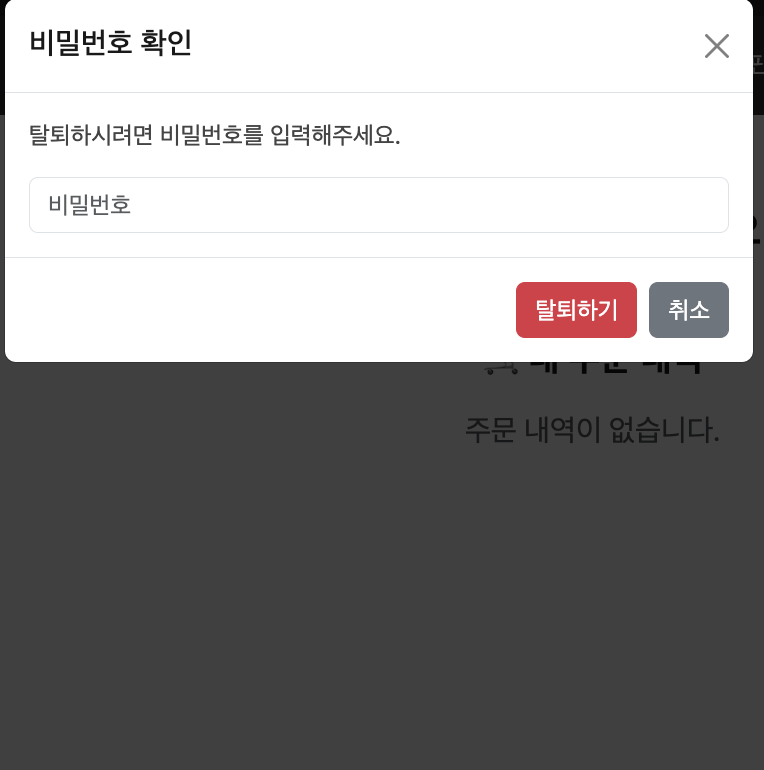 비밀번호 확인
탈퇴하시려면 비밀번호를 입력해주세요.
비밀번호
탈퇴하기
취소
주문 내역이 없습니다.